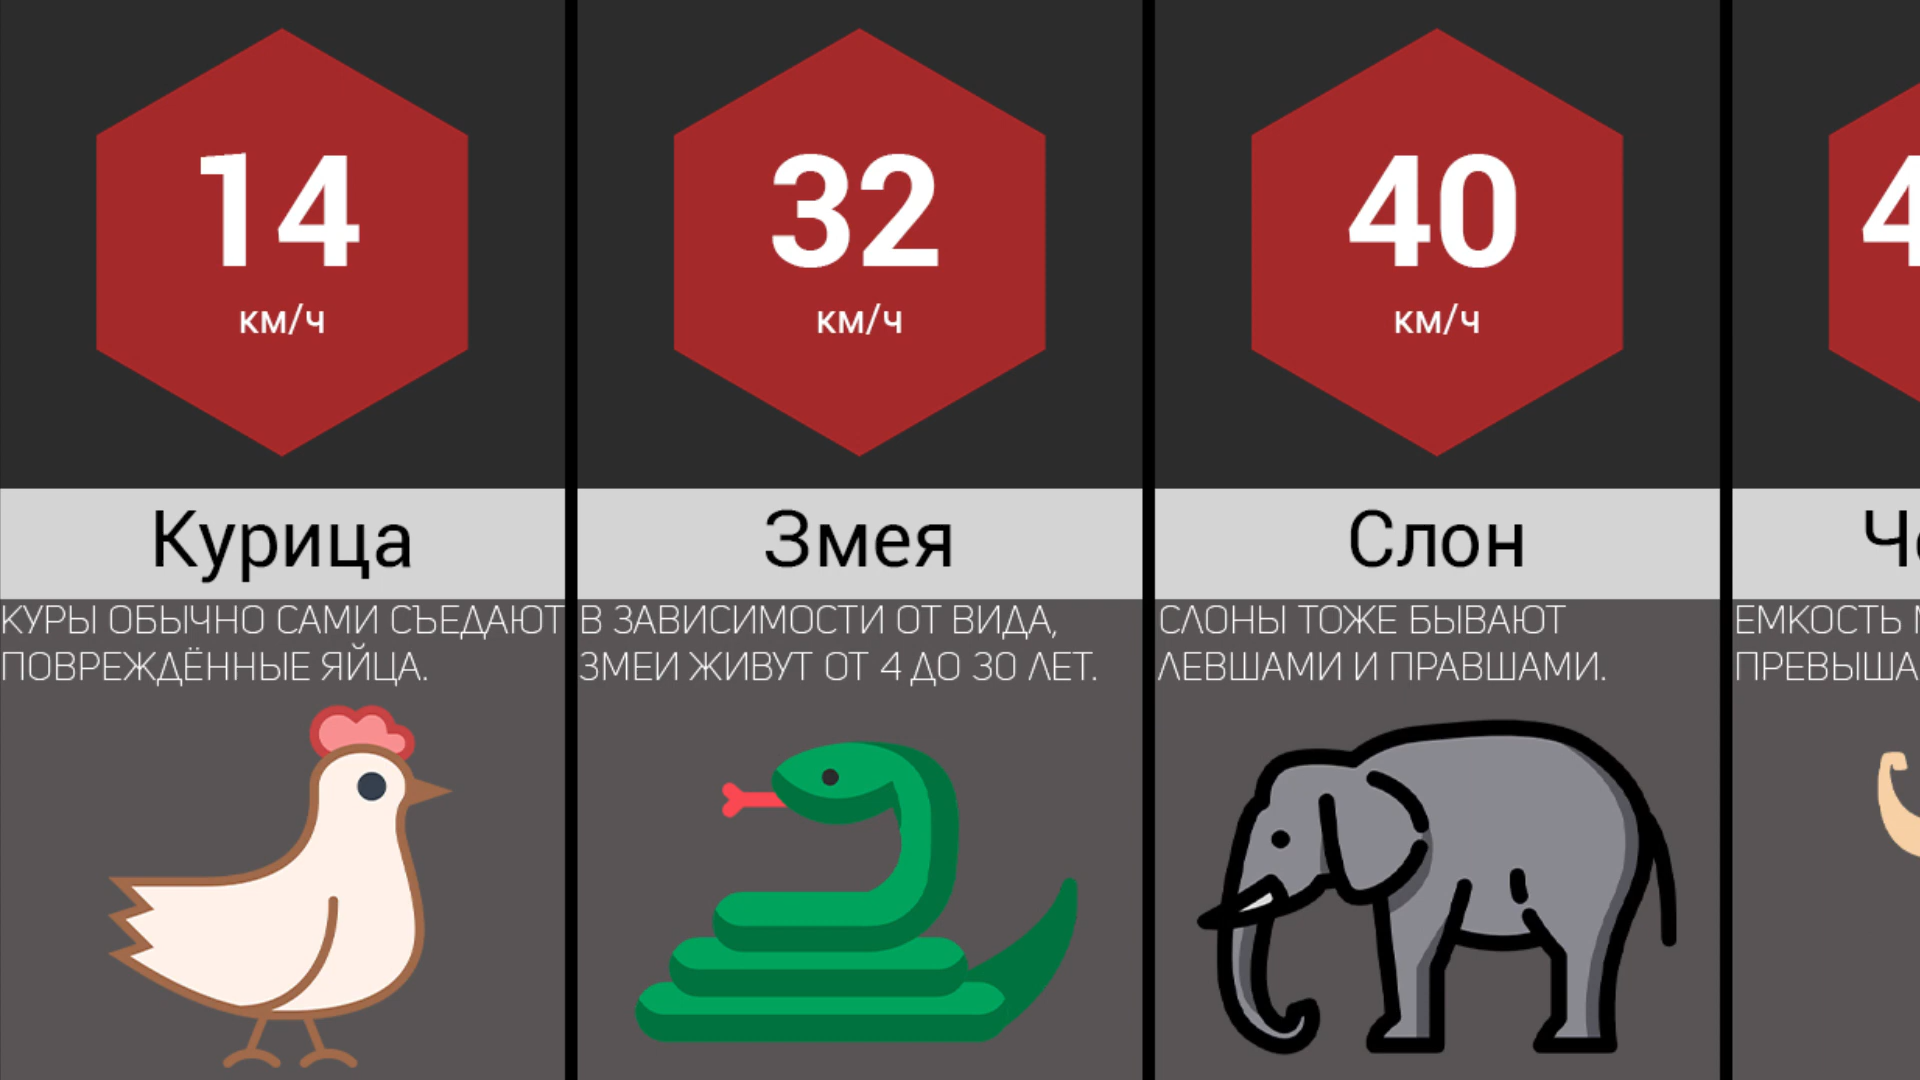 14
км/ч
Курица
КУРЫ ОБЫЧНО САМИ СЪЕДАЮТ
ПОВРЕЖДЁННЫЕ ЯЙЦА.
32
км/ч
Змея
В ЗАВИСИМОСТИ ОТ ВИДА,
ЗМЕИ ЖИВУТ ОТ 4 ДО 30 ЛЕТ.
40
км/ч
Слон
СЛОНЫ ТОЖЕ БЫВАЮТ
ЛЕВШАМИ И ПРАВШАМИ.
4
ЕМКОСТЬ